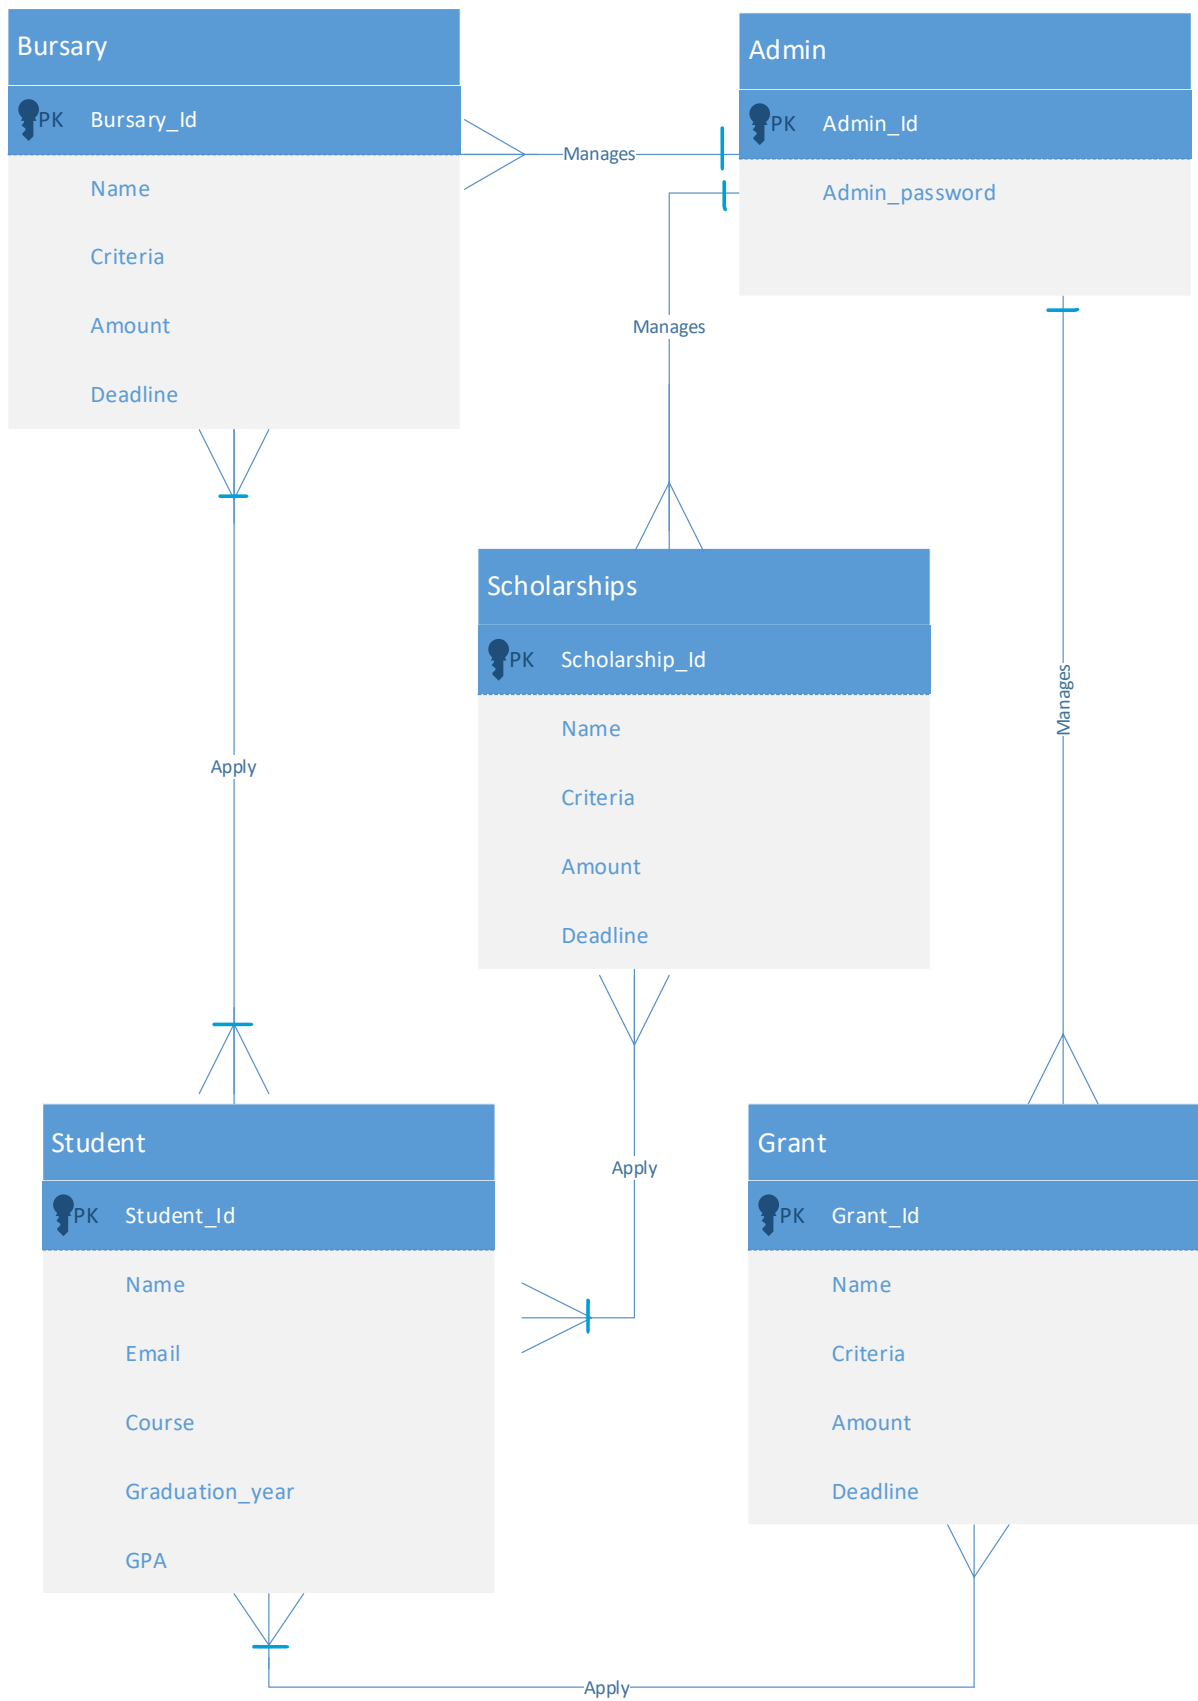 Bursary
PK Bursary_Id
Name
Criteria
Amount
Deadline
Admin
PK Admin_Id
Admin_password
Manages
Manages
Manages
Scholarships
PK Scholarship_Id
Name
Criteria
Amount
Deadline
Apply
Apply
Student
PK Student_Id
Name
Email
Course
Graduation_year
GPA
Grant
PK Grant_Id
Name
Criteria
Amount
Deadline
Apply